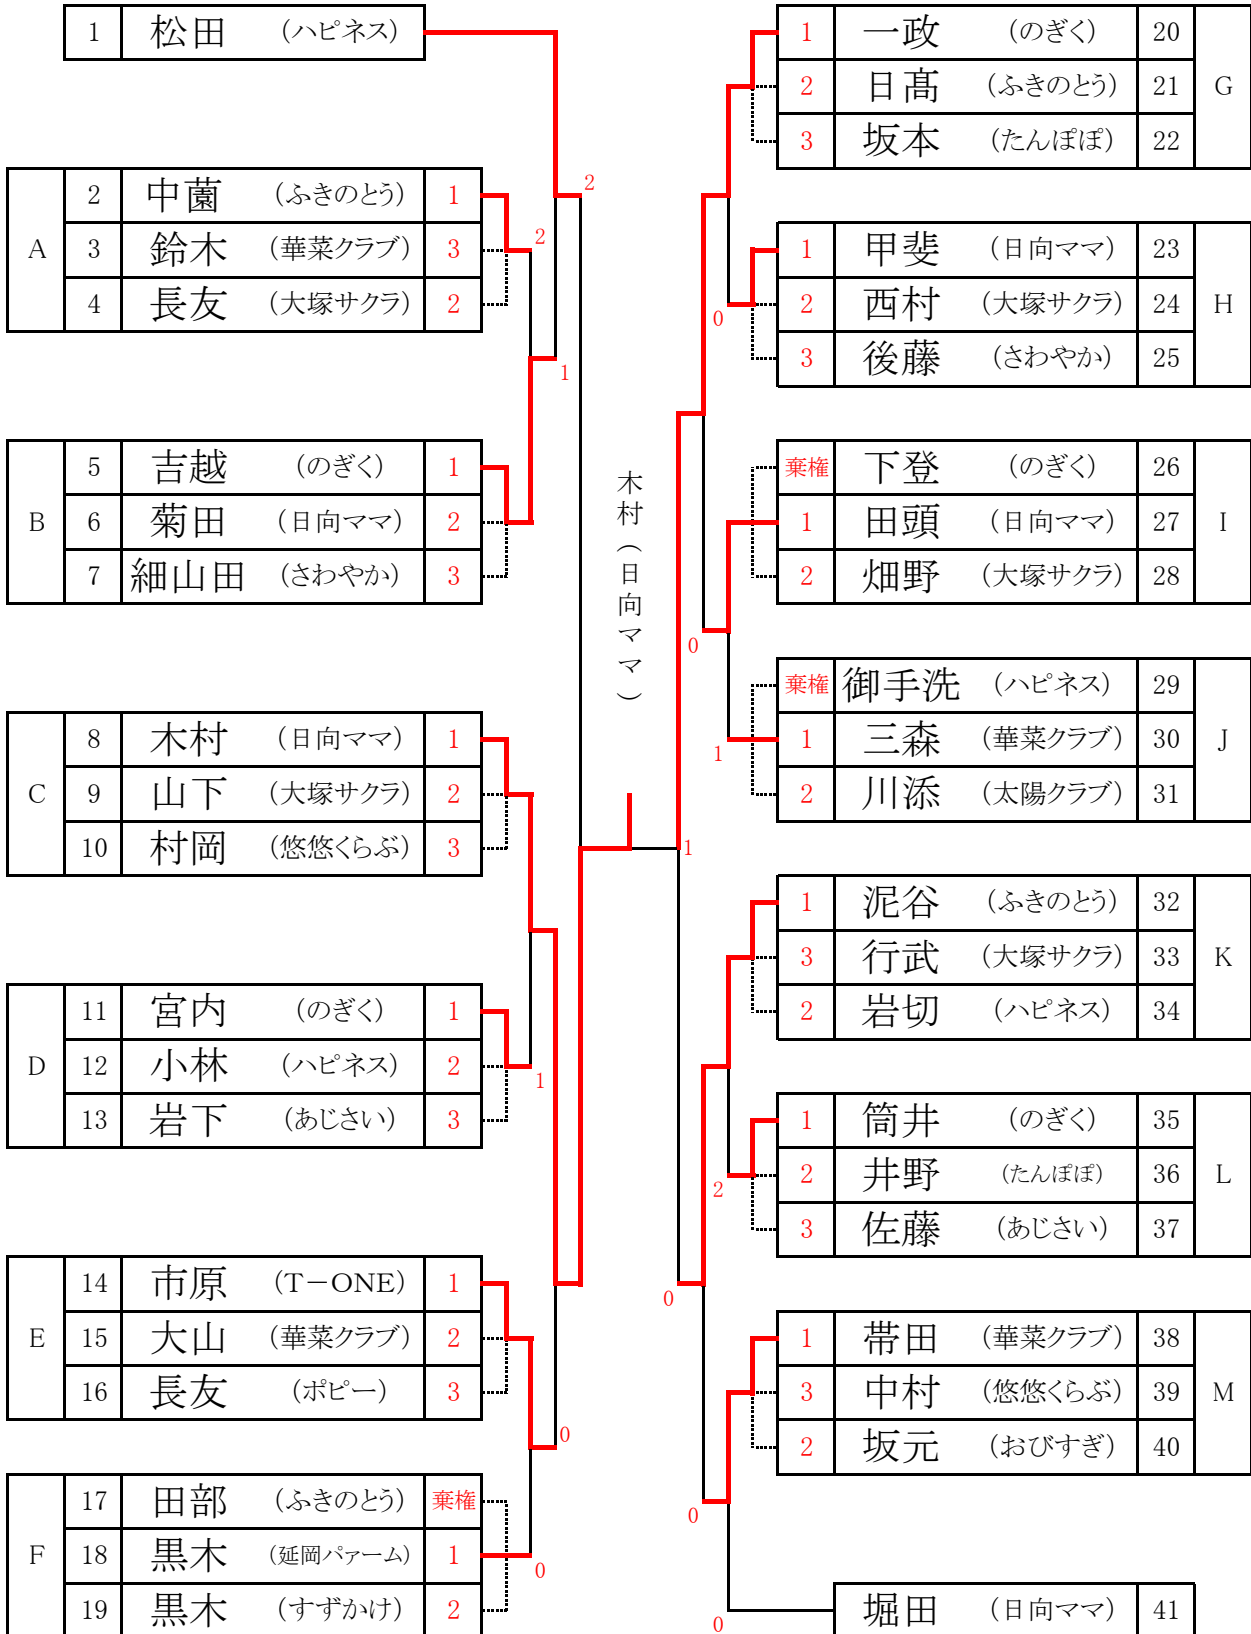 1 松田 (ハピネス)
2
A
2 中薗 (ふきのとう) 1
3 鈴木 (華菜クラブ) 3
4 長友 (大塚サクラ) 2
2
1
B
5 吉越 (のぎく) 1
6 菊田 (日向ママ) 2
7 細山田 (さわやか) 3
C
8 木村 (日向ママ) 1
9 山下 (大塚サクラ) 2
10 村岡 (悠悠くらぶ) 3
D
11 宮内 (のぎく) 1
12 小林 (ハピネス) 2
13 岩下 (あじさい) 3
1
E
14 市原 (T-ONE) 1
15 大山 (華菜クラブ) 2
16 長友 (ポピー) 3
0
F
17 田部 (ふきのとう) 棄権
18 黒木 (延岡パァーム) 1
19 黒木 (すずかけ) 2
0
木村(日向ママ)
1
1 一政 (のぎく) 20
2 日髙 (ふきのとう) 21
3 坂本 (たんぽぽ) 22
G
1 甲斐 (日向ママ) 23
2 西村 (大塚サクラ) 24
3 後藤 (さわやか) 25
H
0
棄権 下登 (のぎく) 26
1 田頭 (日向ママ) 27
2 畑野 (大塚サクラ) 28
I
0
棄権 御手洗 (ハピネス) 29
1 三森 (華菜クラブ) 30
2 川添 (太陽クラブ) 31
J
1
1 泥谷 (ふきのとう) 32
3 行武 (大塚サクラ) 33
2 岩切 (ハピネス) 34
K
1 筒井 (のぎく) 35
2 井野 (たんぽぽ) 36
3 佐藤 (あじさい) 37
L
2
0
1 帯田 (華菜クラブ) 38
3 中村 (悠悠くらぶ) 39
2 坂元 (おびすぎ) 40
M
0
堀田 (日向ママ) 41
0